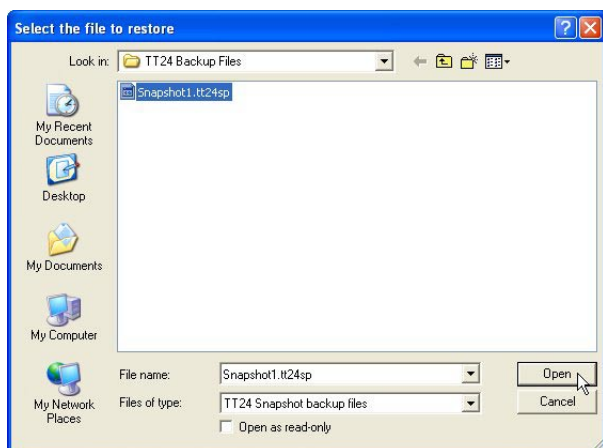 Select the file to restore
Look in:
TT24 Backup Files
Snapshot1.tt24sp
My Recent
Documents
Desktop
My Documents
My Computer
My Network
Places
File name:
Snapshot1.tt24sp
Open
Files of type:
TT24 Snapshot backup files
Cancel
Open as read-only